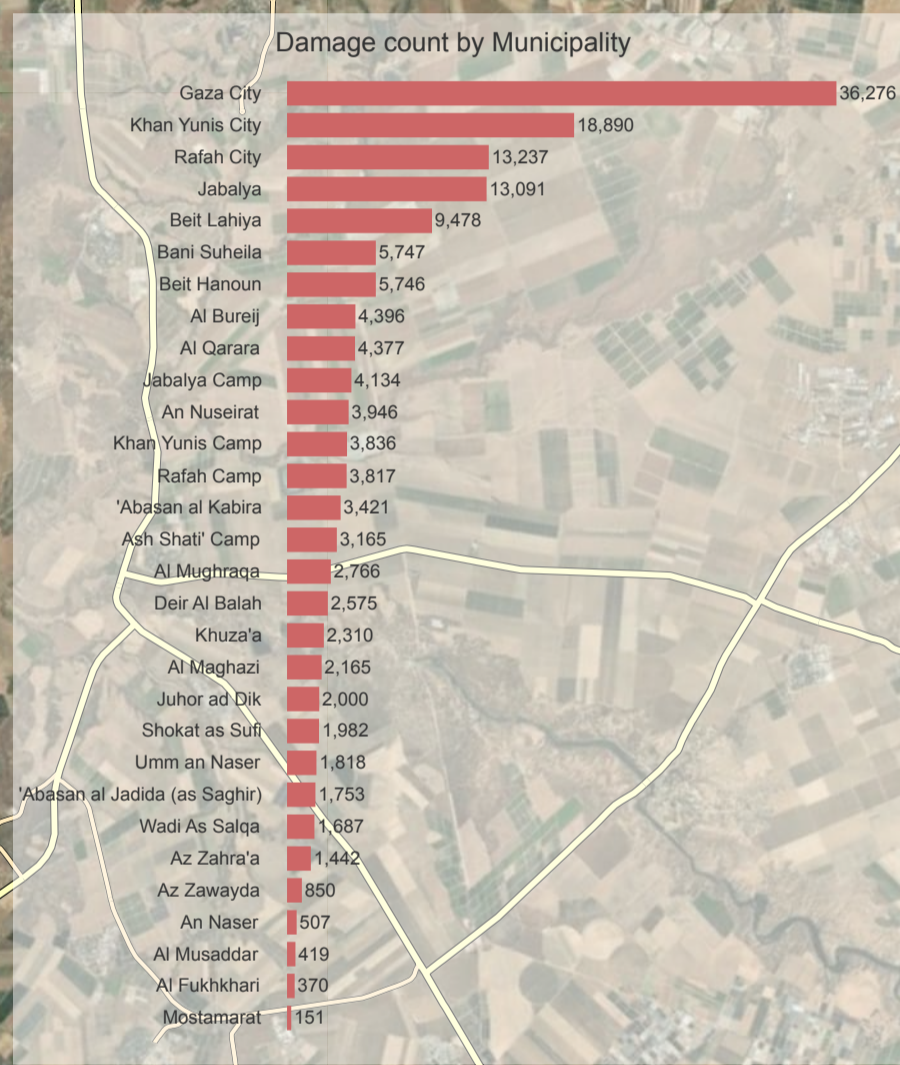 Damage count by Municipality
Gaza City 36,276
Khan Yunis City 18,890
Rafah City 13,237
Jabalya 13,091
Beit Lahiya 9,478
Bani Suheila 5,747
Beit Hanoun 5,746
Al Bureij 4,396
Al Qarara 4,377
Jabalya Camp 4,134
An Nuseirat 3,946
Khan Yunis Camp 3,836
Rafah Camp 3,817
'Abasan al Kabira 3,421
Ash Shati' Camp 3,165
Al Mughraqa 2,766
Deir Al Balah 2,575
Khuza'a 2,310
Al Maghazi 2,165
Juhor ad Dik 2,000
Shokat as Sufi 1,982
Umm an Naser 1,818
'Abasan al Jadida (as Saghir) 1,753
Wadi As Salqa 1,687
Az Zahra'a 1,442
Az Zawayda 850
An Naser 507
Al Musaddar 419
Al Fukhkhari 370
Mostamarat 151